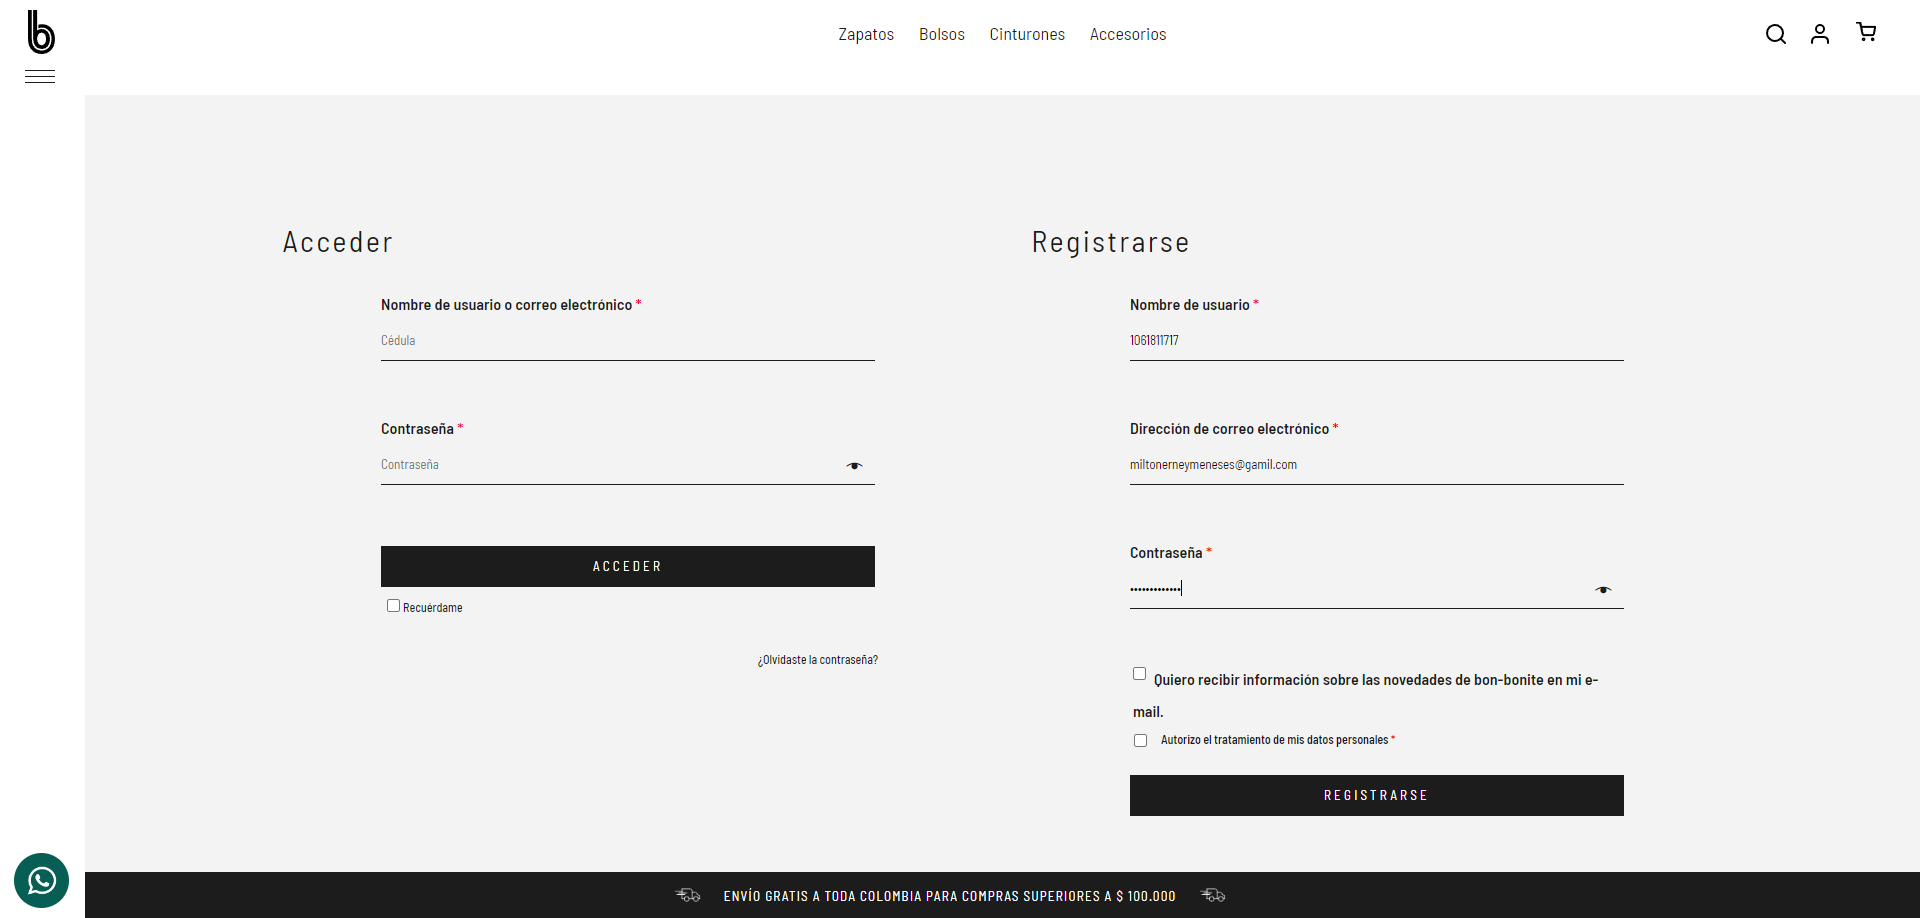 b
Zapatos Bolsos Cinturones Accesorios
Acceder
Nombre de usuario o correo electrónico *
Cédula
Contraseña *
Contraseña
ACCEDER
Recuérdame
¿Olvidaste la contraseña?
Registrarse
Nombre de usuario *
1061811717
Dirección de correo electrónico *
miltonerneymeneses@gamil.com
Contraseña *
•••••••••••••
Quiero recibir información sobre las novedades de bon-bonite en mi e-
mail.
Autorizo el tratamiento de mis datos personales *
REGISTRARSE
ENVÍO GRATIS A TODA COLOMBIA PARA COMPRAS SUPERIORES A $ 100.000